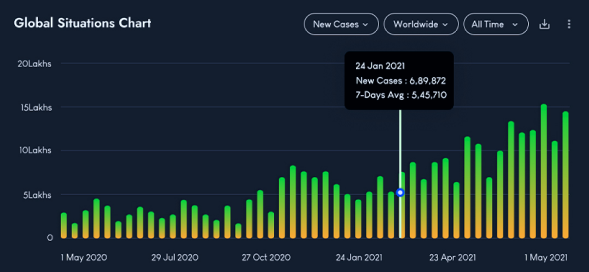 Global Situations Chart
New Cases
Worldwide
All Time
20Lakhs
24 Jan 2021
New Cases : 6,89,872
7-Days Avg : 5,45,710
15Lakhs
10Lakhs
5Lakhs
0
1 May 2020
29 Jul 2020
27 Oct 2020
24 Jan 2021
23 Apr 2021
1 May 2021